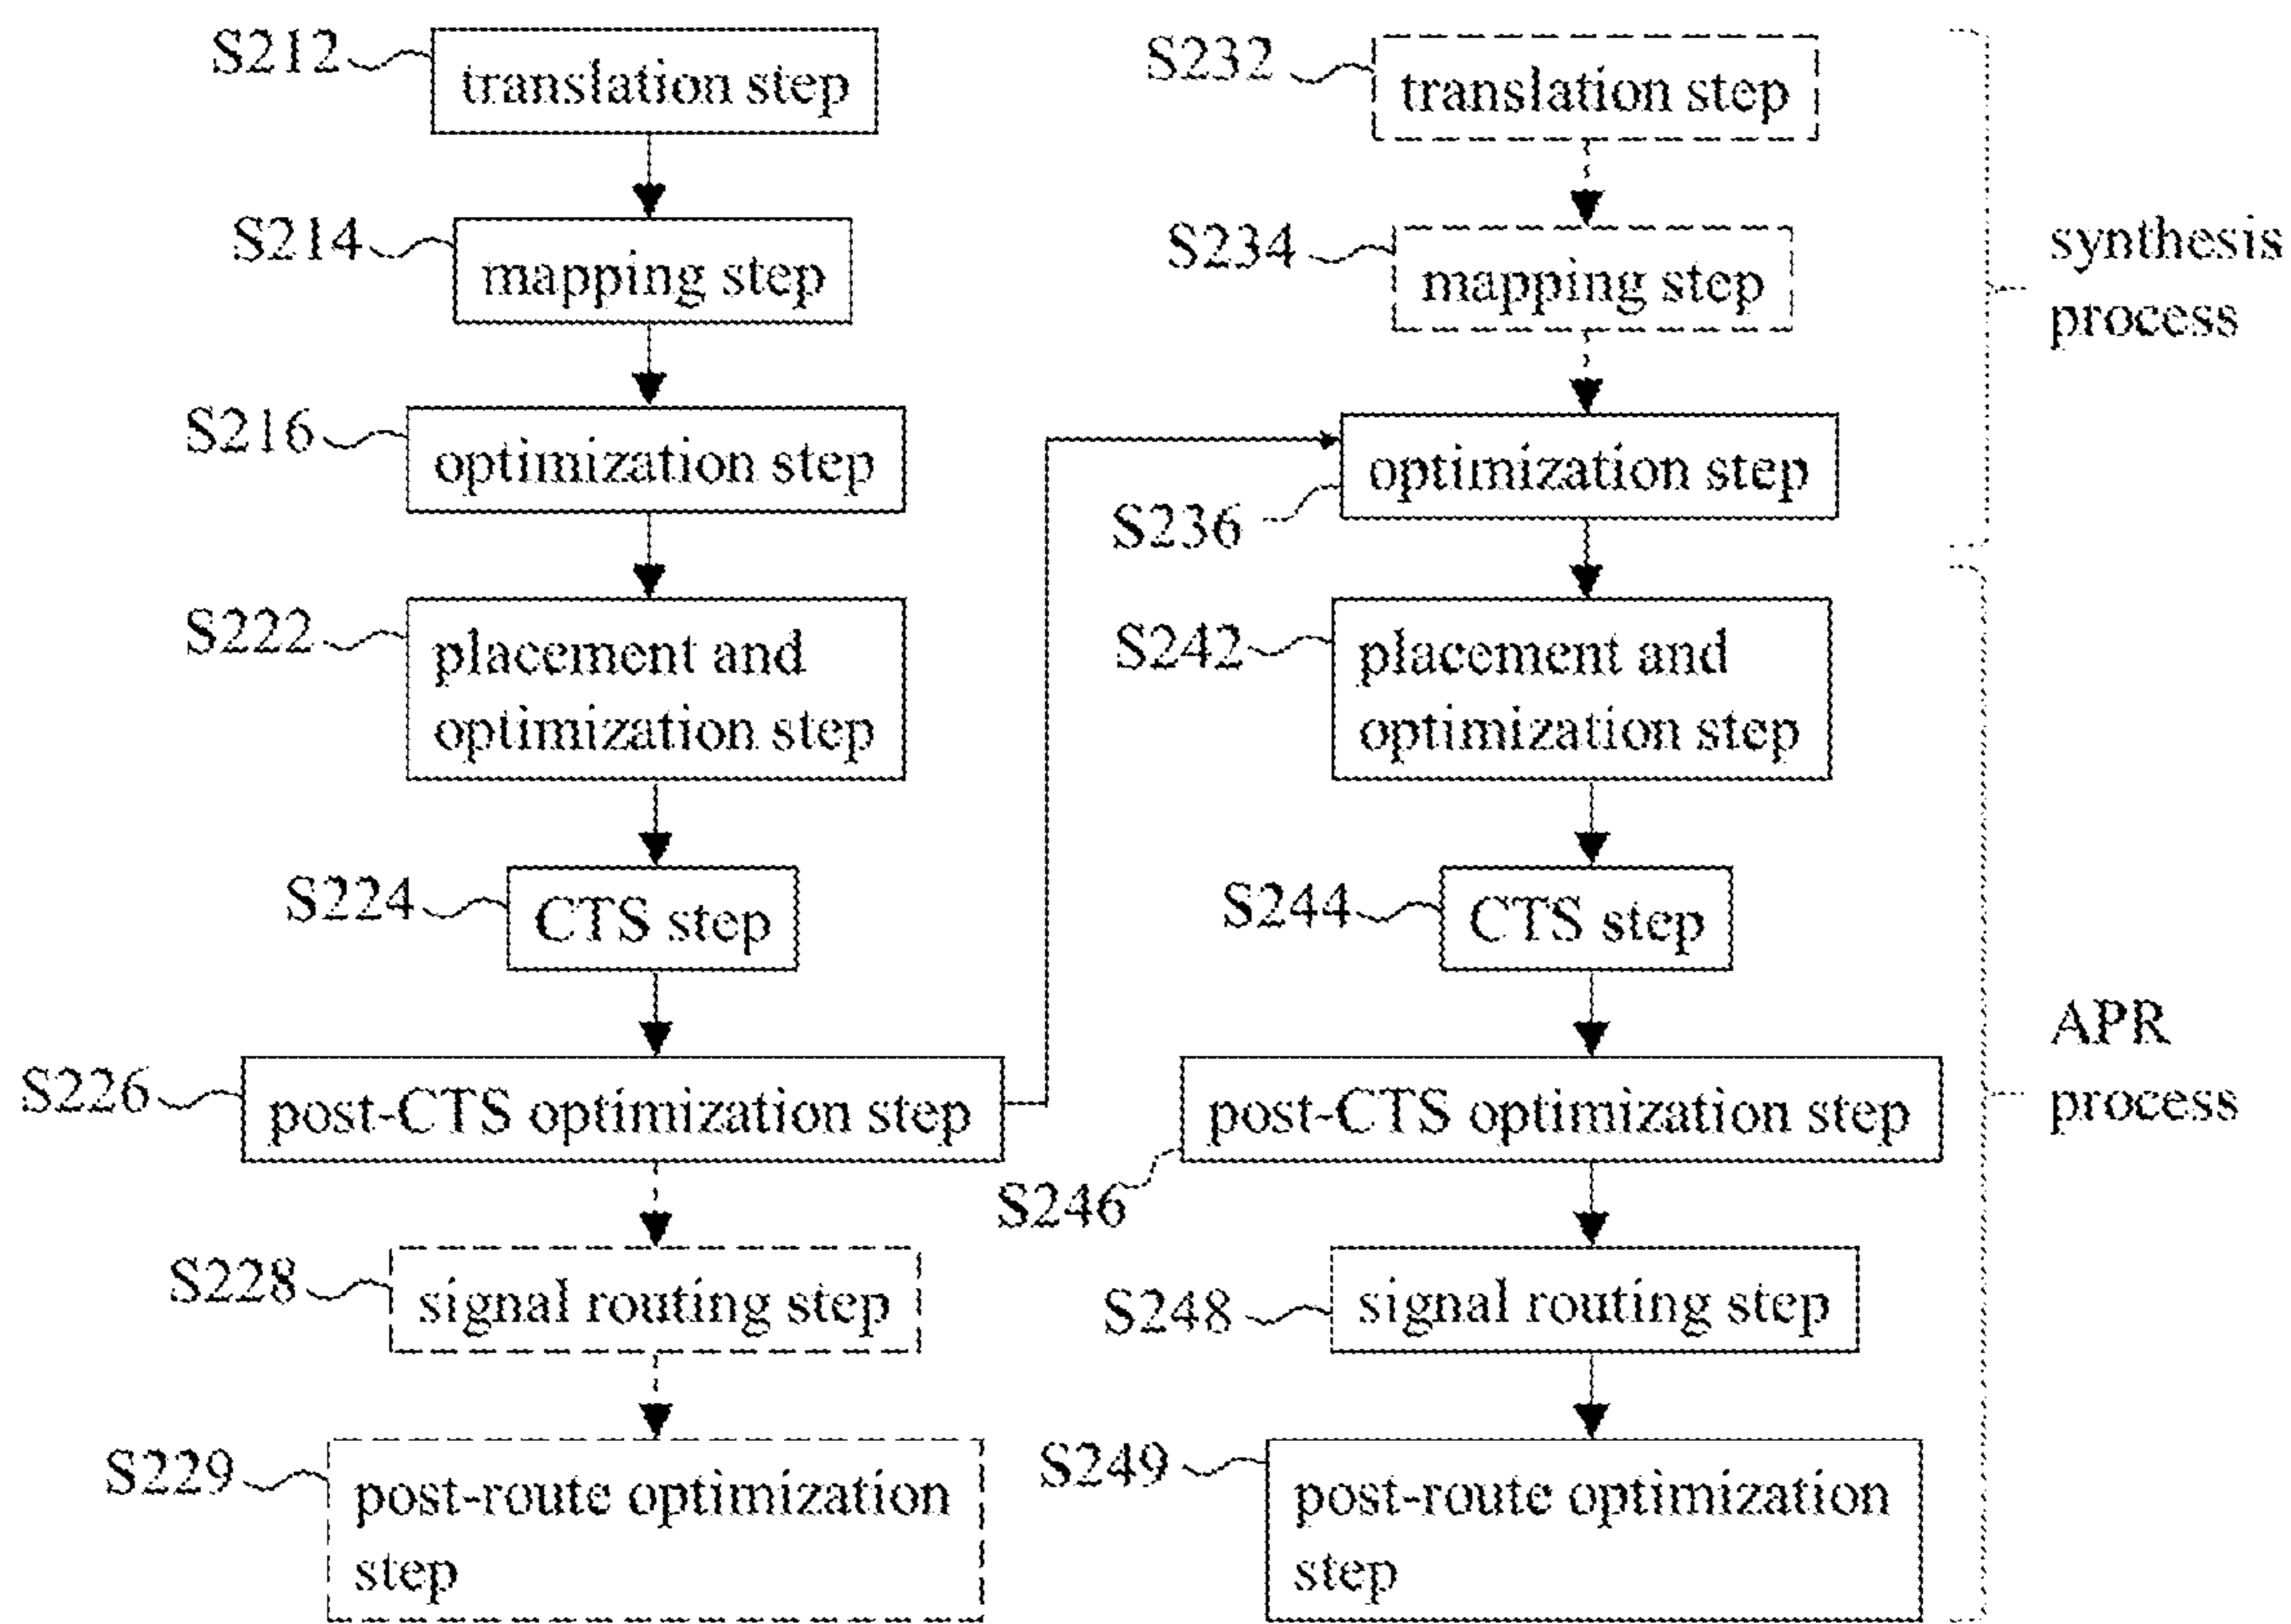 S212
translation step
S214
mapping step
S216
optimization step
S222
placement and
optimization step
S224
CTS step
S226
post-CTS optimization step
S228
signal routing step
S229
post-route optimization
step
S232
translation step
S234
mapping step
optimization step
S236
S242
placement and
optimization step
S244
CTS step
post-CTS optimization step
S246
S248
signal routing step
S249
post-route optimization
step
synthesis
process
APR
process